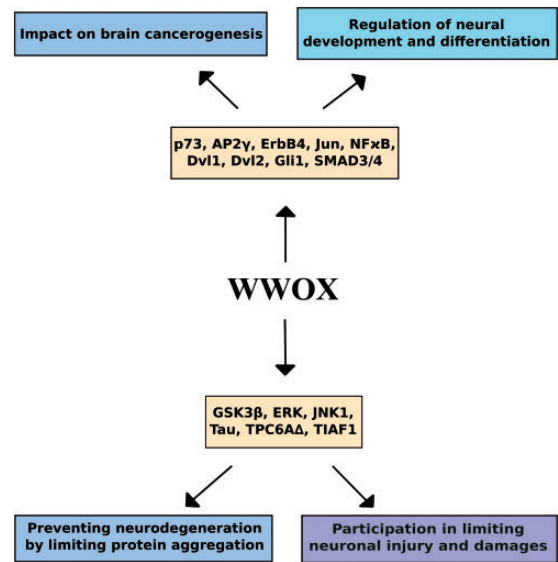 Impact on brain cancerogenesis
Regulation of neural
development and differentiation
p73, AP2γ, ErbB4, Jun, NFϰB,
Dvl1, Dvl2, Gli1, SMAD3/4
WWOX
GSK3β, ERK, JNK1,
Tau, TPC6AΔ, TIAF1
Preventing neurodegeneration
by limiting protein aggregation
Participation in limiting
neuronal injury and damages